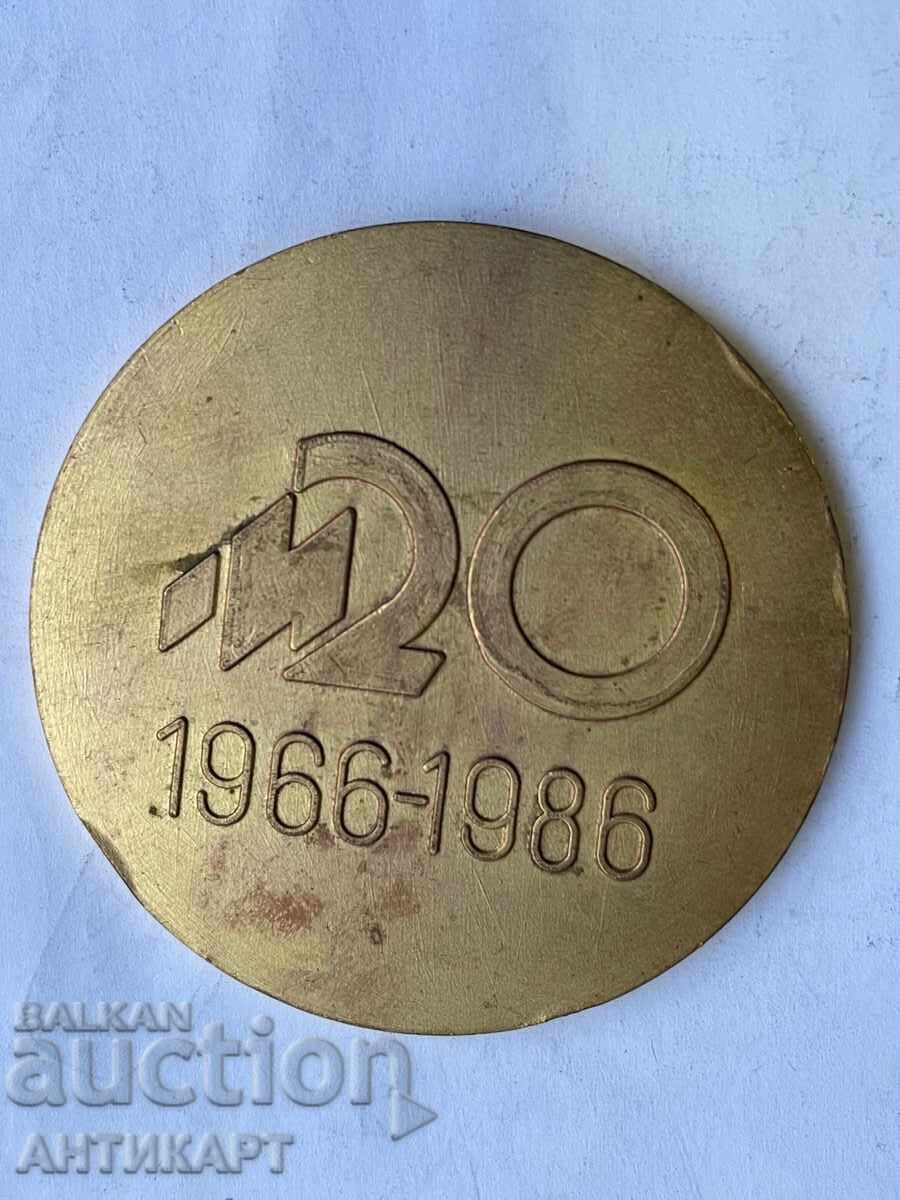 20
1966-1986
BALKAN
auction
АНТИКАРТ